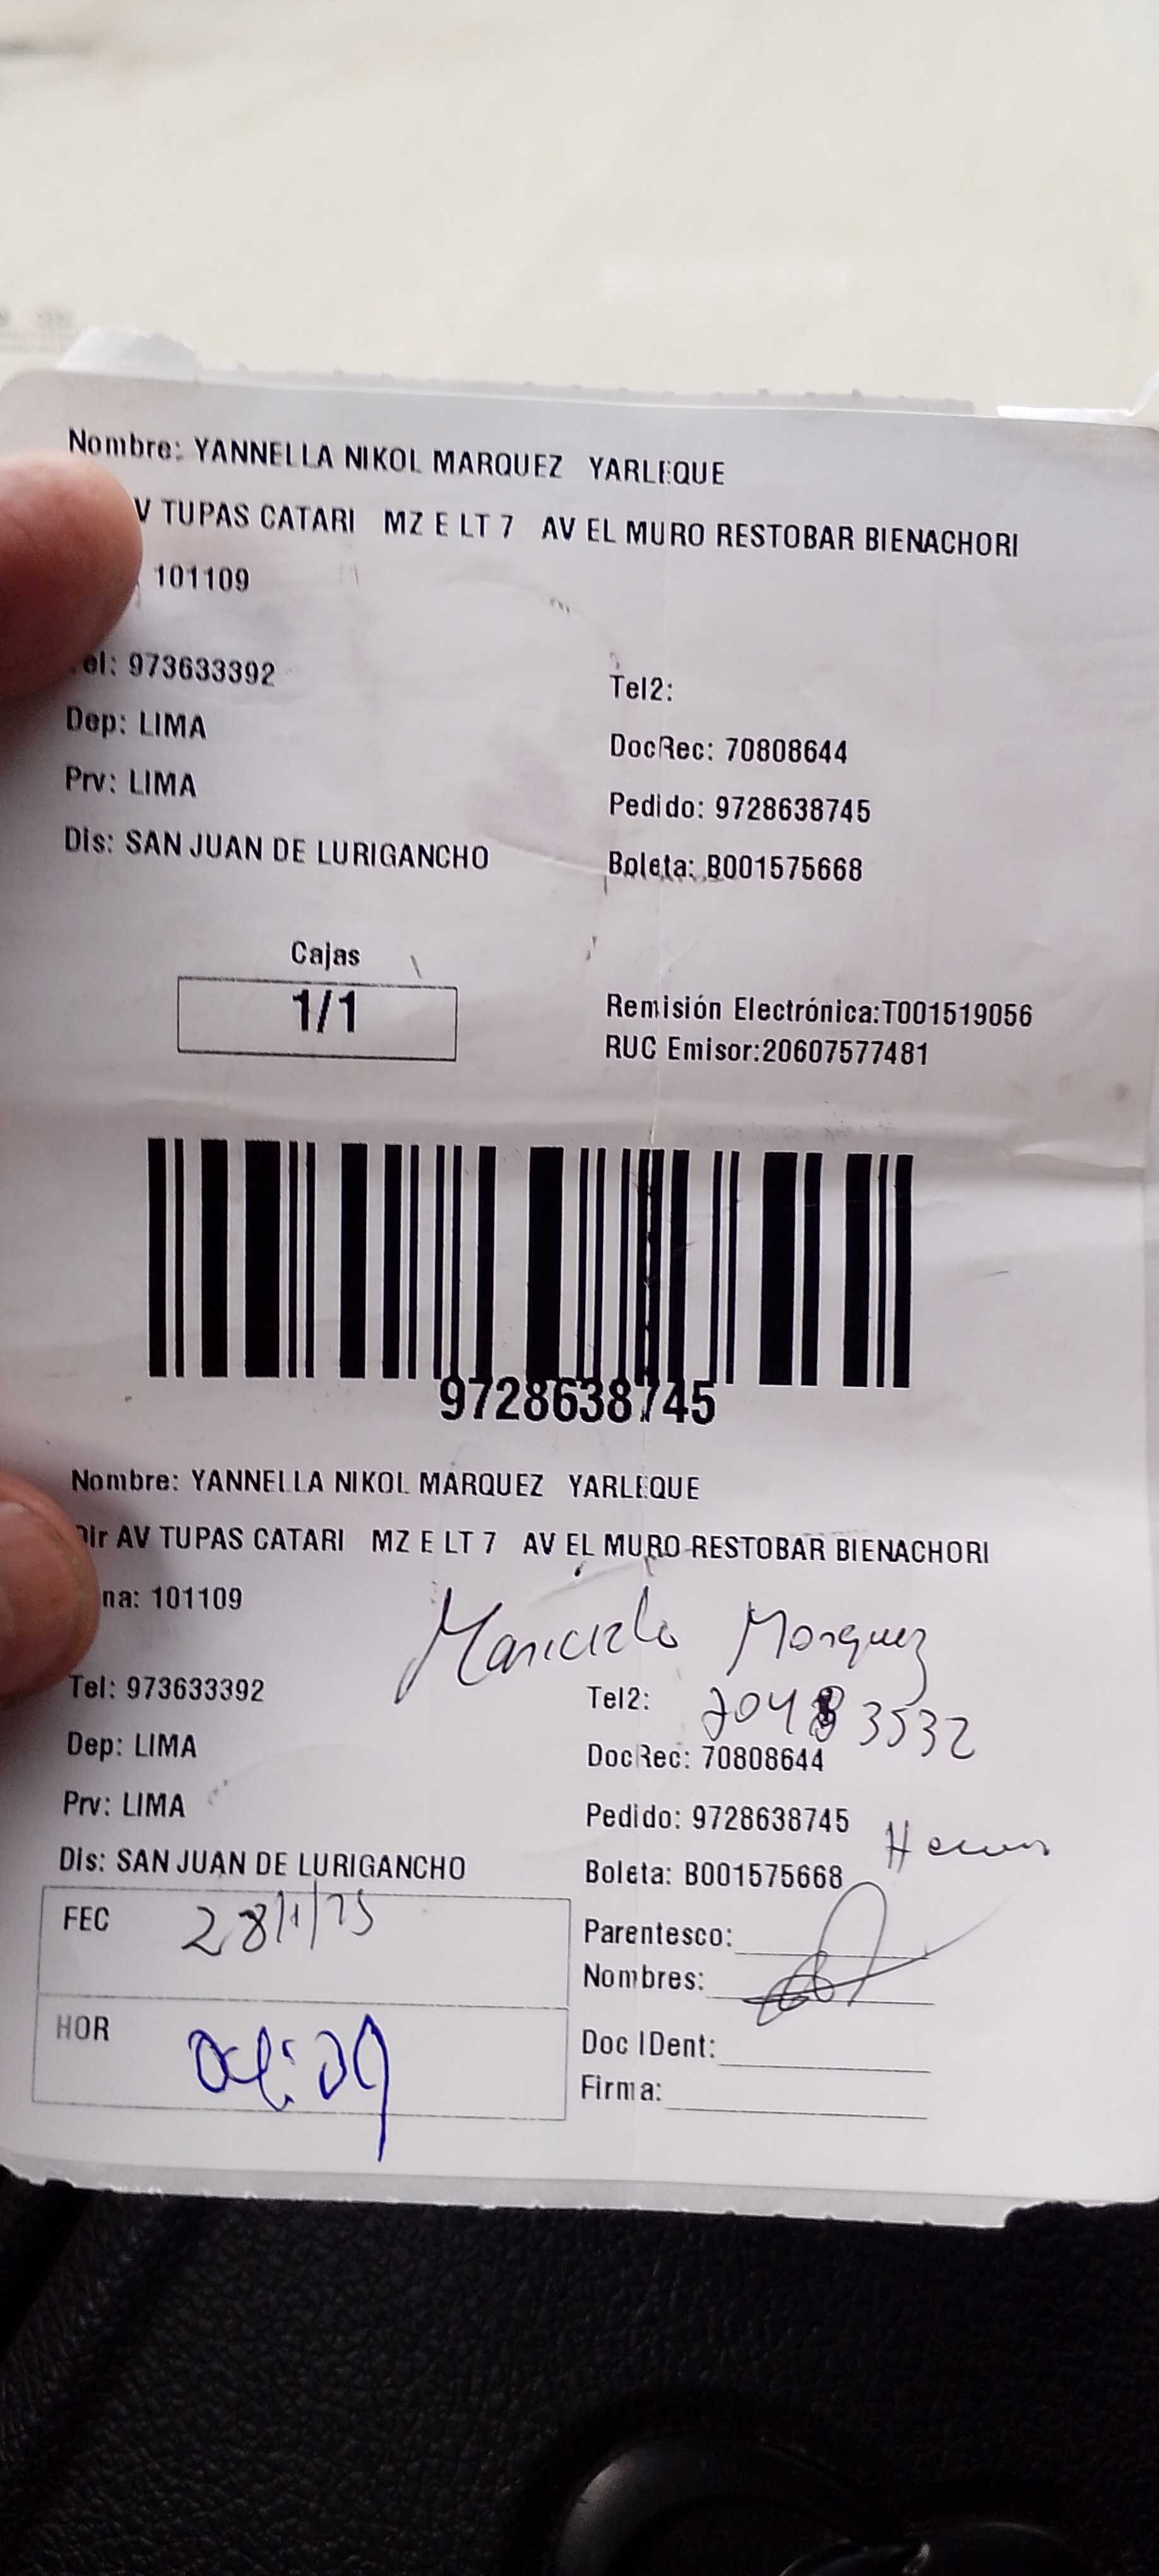 Nombre: YANNELLA NIKOL MARQUEZ YARLEQUE
V TUPAS CATARI MZ E LT 7 AV EL MURO RESTOBAR BIENACHORI
101109
el: 973633392
Tel2:
Dep: LIMA
DocRec: 70808644
Prv: LIMA
Pedido: 9728638745
Dis: SAN JUAN DE LURIGANCHO
Boleta: B001575668
Cajas
1/1
Remisión Electrónica:T001519056
RUC Emisor:20607577481
9728638745
Nombre: YANNELLA NIKOL MARQUEZ YARLEQUE
Dir AV TUPAS CATARI MZ E LT 7 AV EL MURO RESTOBAR BIENACHORI
na: 101109
Marquez
Tel: 973633392
Tel2:
Dep: LIMA
DocRec: 70808644
Prv: LIMA
Pedido: 9728638745
Dis: SAN JUAN DE LURIGANCHO
Boleta: B001575668
FEC
Parentesco:
Nombres:
HOR
Doc IDent:
Firma: